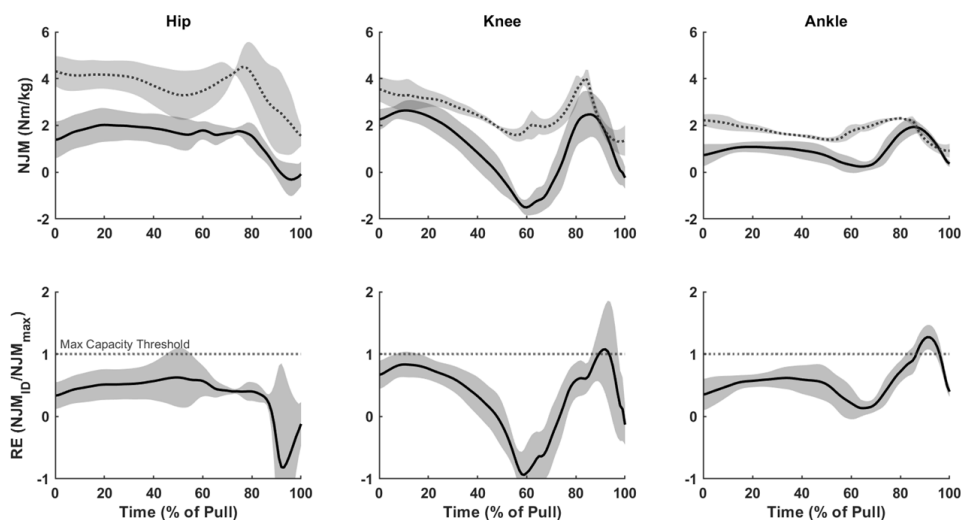 Hip
Knee
Ankle
NJM (Nm/kg)
6
4
2
0
-2
0 20 40 60 80 100
6
4
2
0
-2
0 20 40 60 80 100
6
4
2
0
-2
0 20 40 60 80 100
RE (NJM_ID/NJM_max)
2
1
0
-1
Max Capacity Threshold
0 20 40 60 80 100
Time (% of Pull)
2
1
0
-1
0 20 40 60 80 100
Time (% of Pull)
2
1
0
-1
0 20 40 60 80 100
Time (% of Pull)